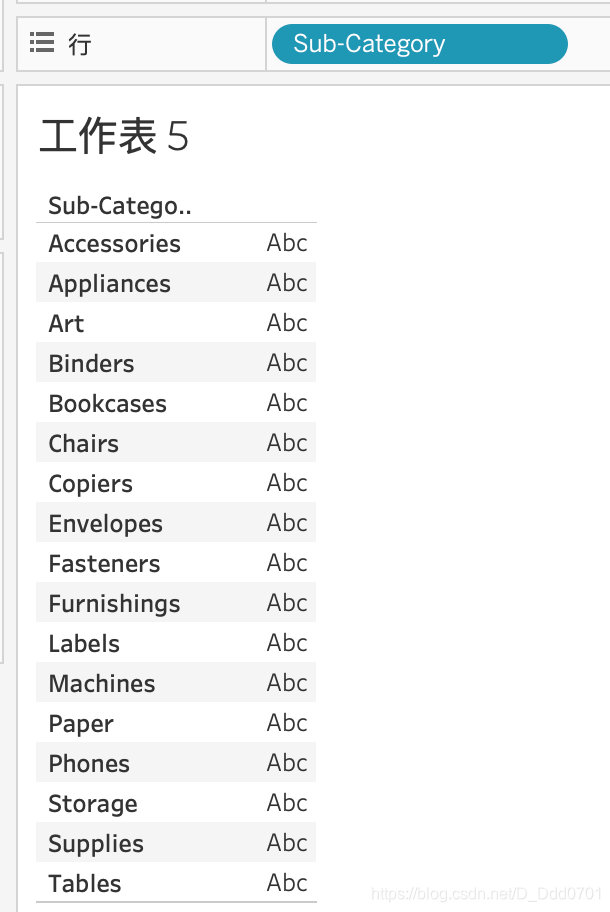 行 Sub-Category
工作表 5
Sub-Catego..
Accessories Abc
Appliances Abc
Art Abc
Binders Abc
Bookcases Abc
Chairs Abc
Copiers Abc
Envelopes Abc
Fasteners Abc
Furnishings Abc
Labels Abc
Machines Abc
Paper Abc
Phones Abc
Storage Abc
Supplies Abc
Tables Abc
https://blog.csdn.net/D_Ddd0701